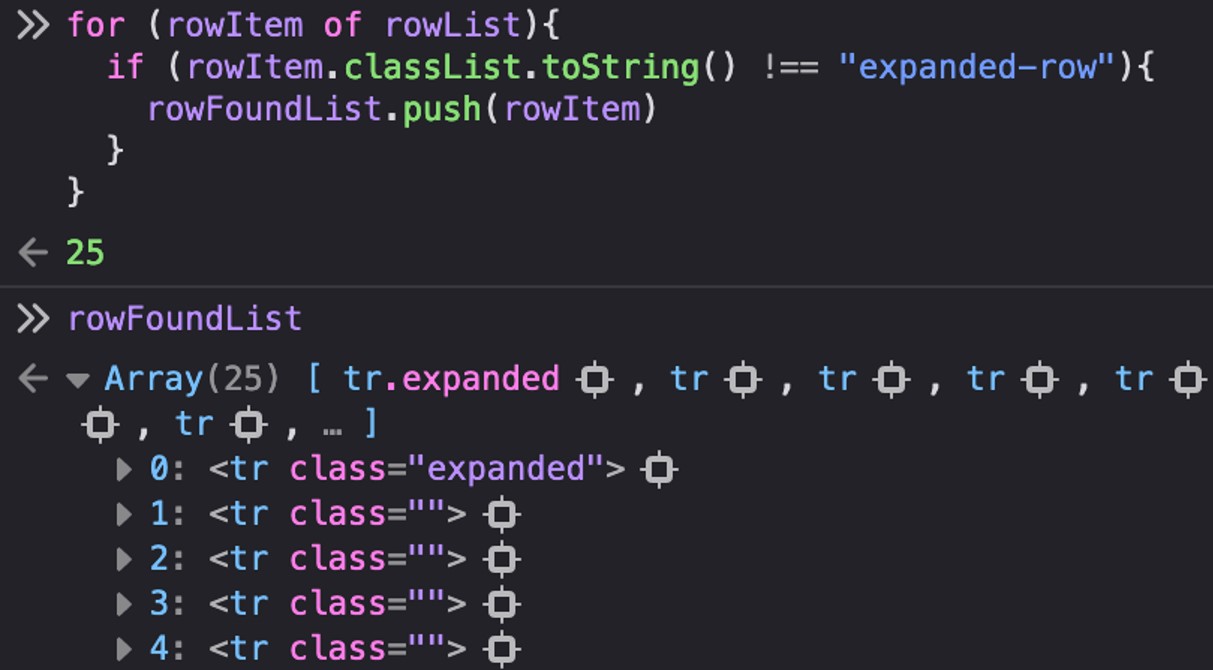 >> for (rowItem of rowList){
if (rowItem.classList.toString() !== "expanded-row"){
rowFoundList.push(rowItem)
}
}
← 25
>> rowFoundList
← ▼ Array(25) [ tr.expanded , tr , tr , tr , tr
, tr , … ]
▶ 0: <tr class="expanded">
▶ 1: <tr class="">
▶ 2: <tr class="">
▶ 3: <tr class="">
▶ 4: <tr class="">